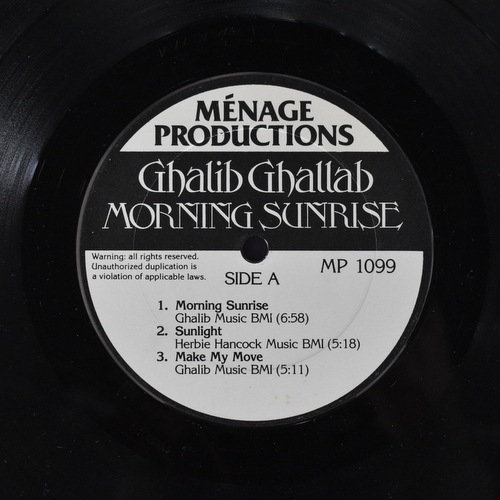 MÉNAGE
PRODUCTIONS
Ghalib Ghallab
MORNING SUNRISE
Warning: all rights reserved.
Unauthorized duplication is
a violation of applicable laws.
SIDE A
MP 1099
1. Morning Sunrise
Ghalib Music BMI (6:58)
2. Sunlight
Herbie Hancock Music BMI (5:18)
3. Make My Move
Ghalib Music BMI (5:11)